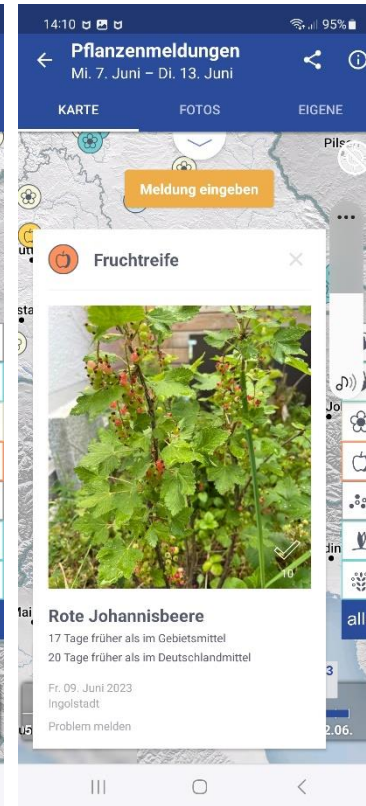 14:10
95%
Pflanzenmeldungen
Mi. 7. Juni – Di. 13. Juni
KARTE
FOTOS
EIGENE
Meldung eingeben
Fruchtreife
10
Rote Johannisbeere
17 Tage früher als im Gebietsmittel
20 Tage früher als im Deutschlandmittel
Fr. 09. Juni 2023
Ingolstadt
Problem melden
all